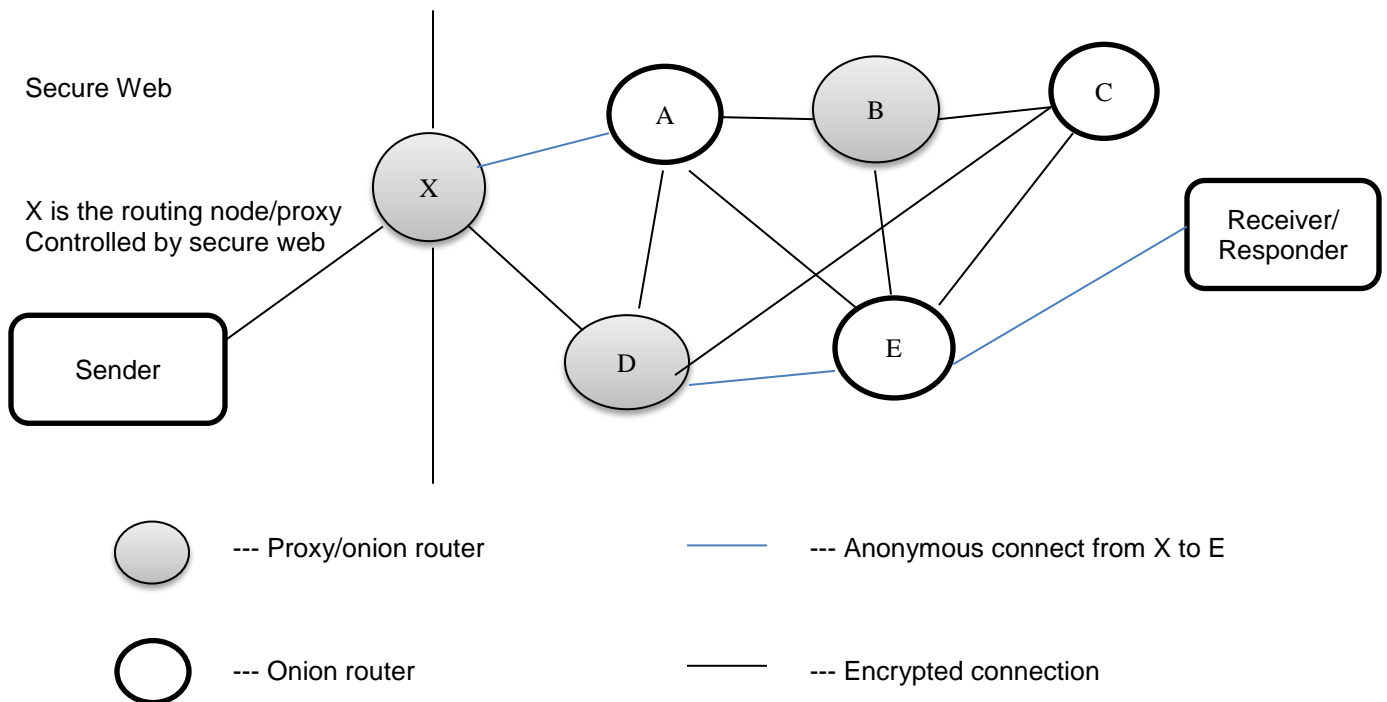 Secure Web
A
B
C
X
X is the routing node/proxy
Controlled by secure web
Receiver/
Responder
Sender
D
E
--- Proxy/onion router
--- Anonymous connect from X to E
--- Onion router
--- Encrypted connection